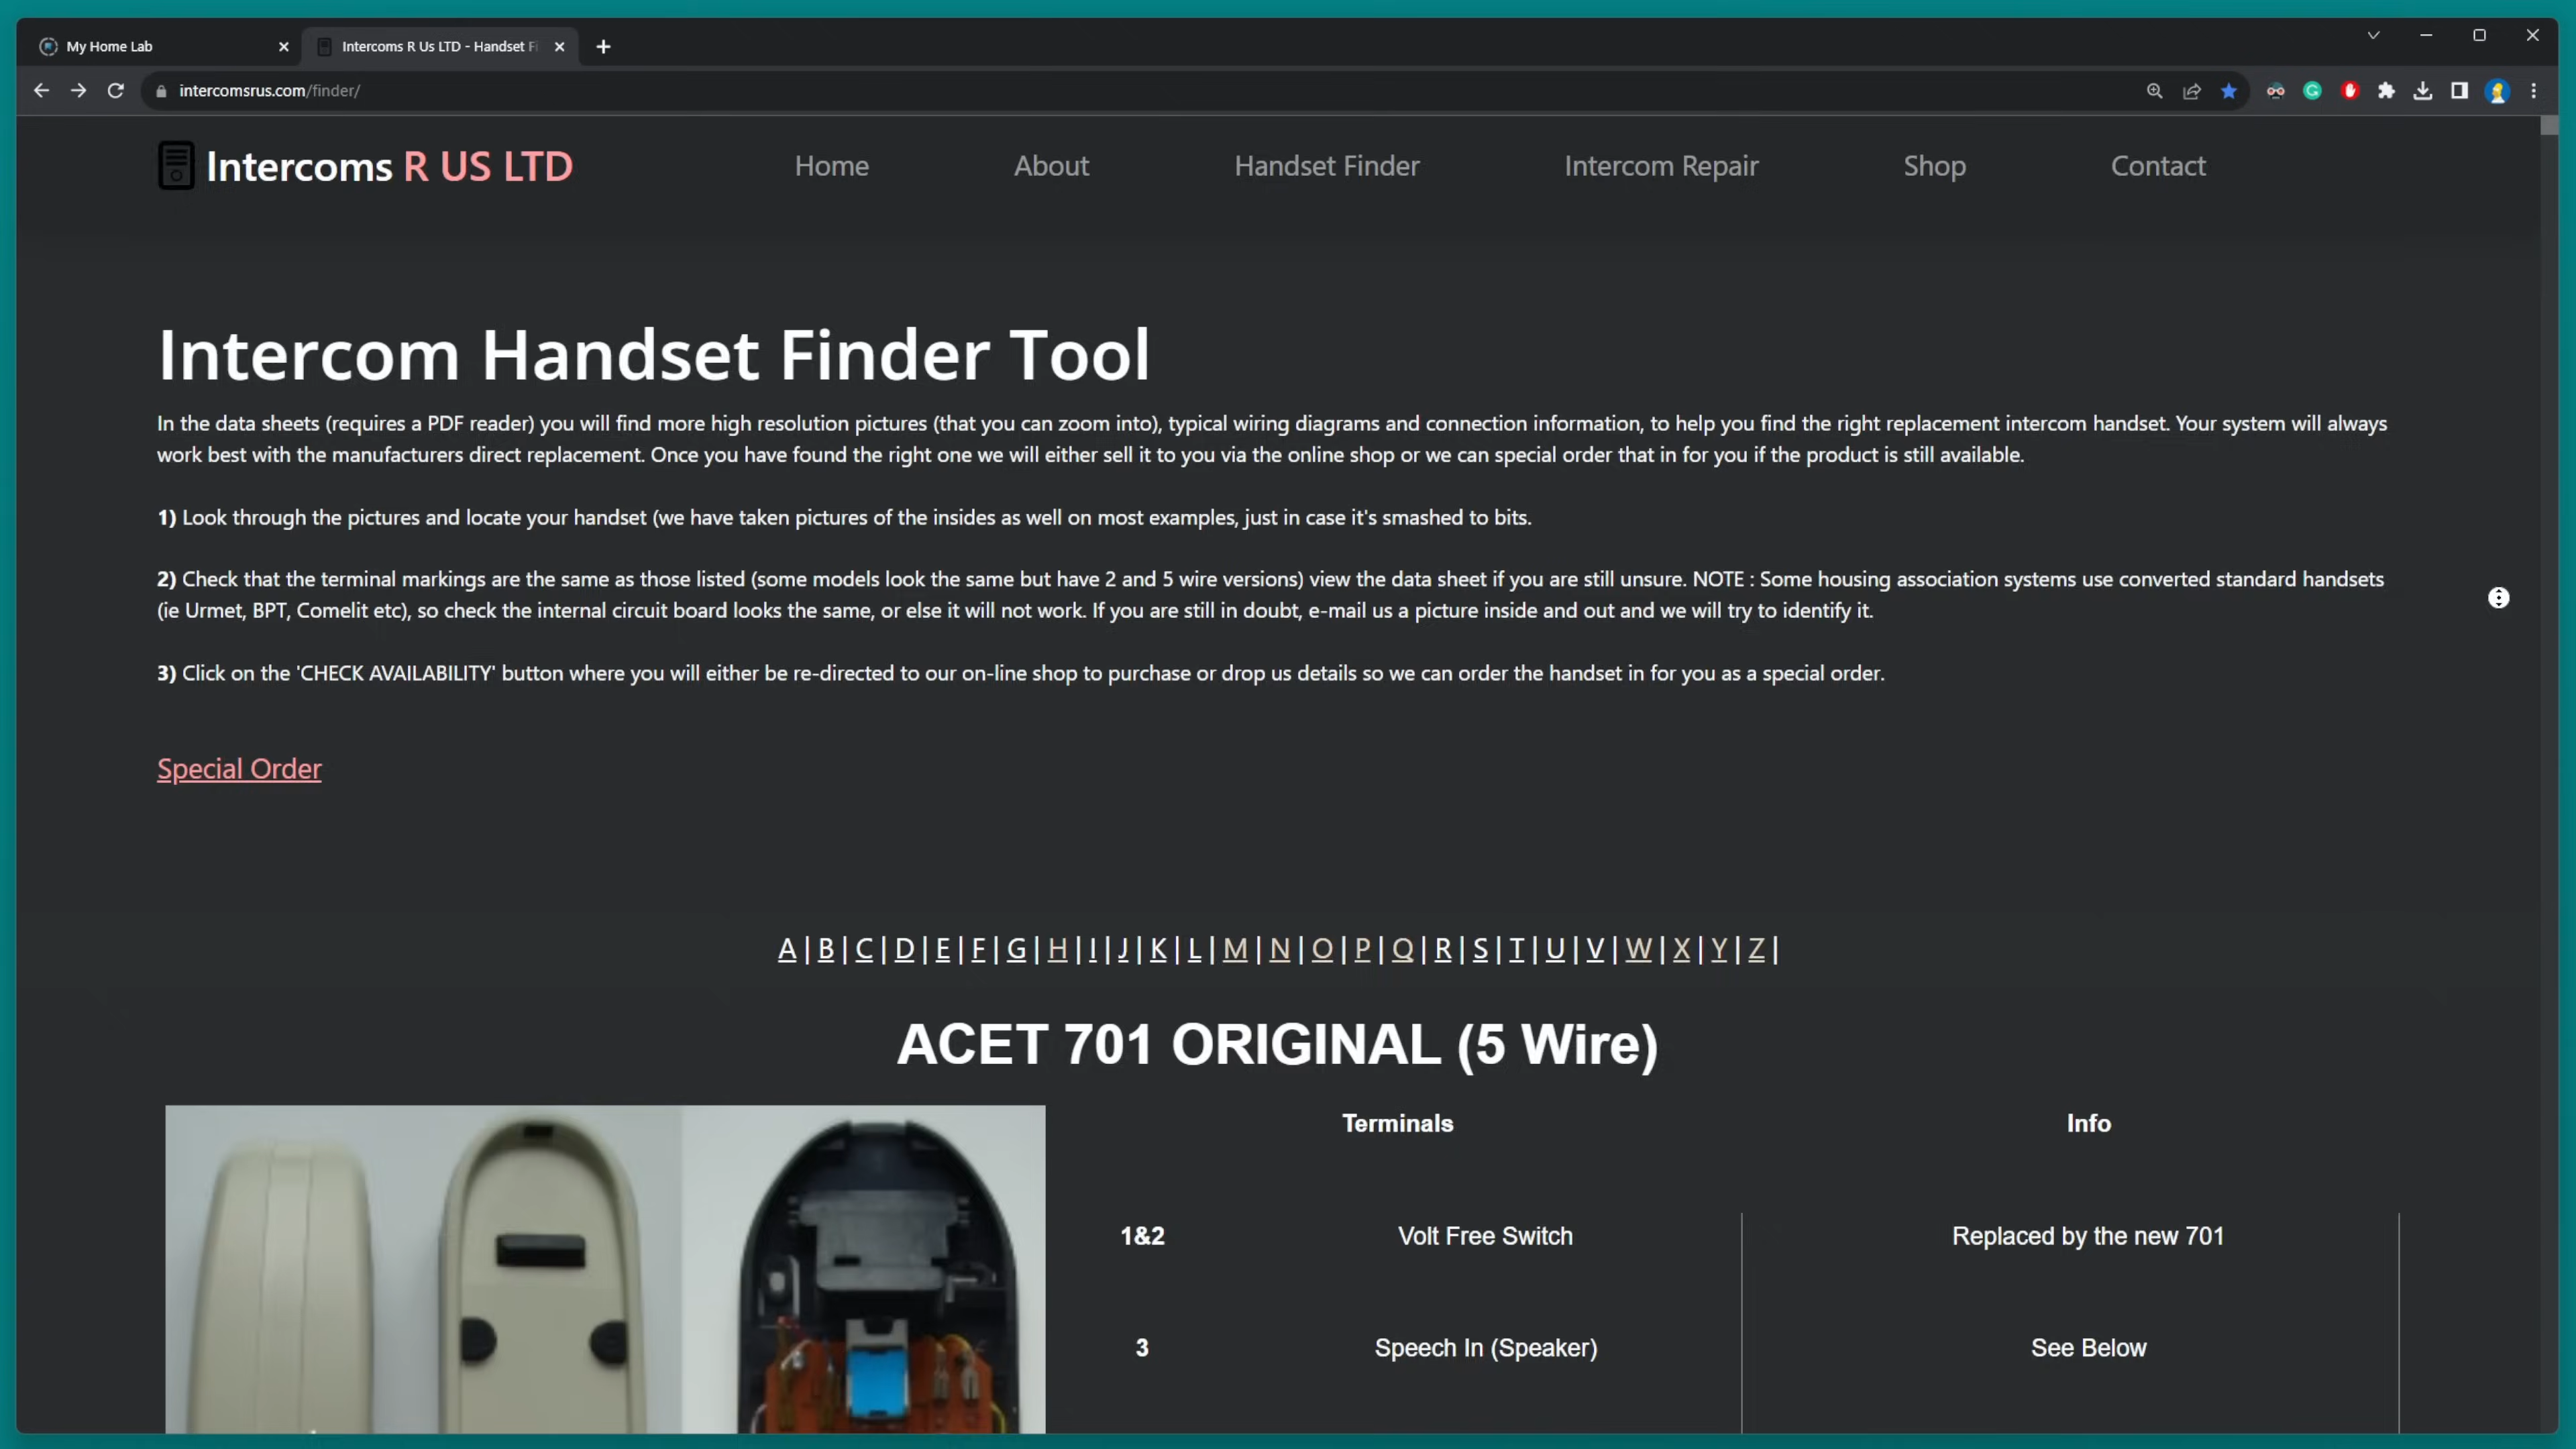 My Home Lab
Intercoms R Us LTD - Handset Fi
intercomsrus.com/finder/
Intercoms R US LTD
Home
About
Handset Finder
Intercom Repair
Shop
Contact
Intercom Handset Finder Tool
In the data sheets (requires a PDF reader) you will find more high resolution pictures (that you can zoom into), typical wiring diagrams and connection information, to help you find the right replacement intercom handset. Your system will always
work best with the manufacturers direct replacement. Once you have found the right one we will either sell it to you via the online shop or we can special order that in for you if the product is still available.
1) Look through the pictures and locate your handset (we have taken pictures of the insides as well on most examples, just in case it's smashed to bits.
2) Check that the terminal markings are the same as those listed (some models look the same but have 2 and 5 wire versions) view the data sheet if you are still unsure. NOTE : Some housing association systems use converted standard handsets
(ie Urmet, BPT, Comelit etc), so check the internal circuit board looks the same, or else it will not work. If you are still in doubt, e-mail us a picture inside and out and we will try to identify it.
3) Click on the 'CHECK AVAILABILITY' button where you will either be re-directed to our on-line shop to purchase or drop us details so we can order the handset in for you as a special order.
Special Order
A | B | C | D | E | F | G | H | I | J | K | L | M | N | O | P | Q | R | S | T | U | V | W | X | Y | Z |
ACET 701 ORIGINAL (5 Wire)
Terminals
Info
1&2
Volt Free Switch
Replaced by the new 701
3
Speech In (Speaker)
See Below